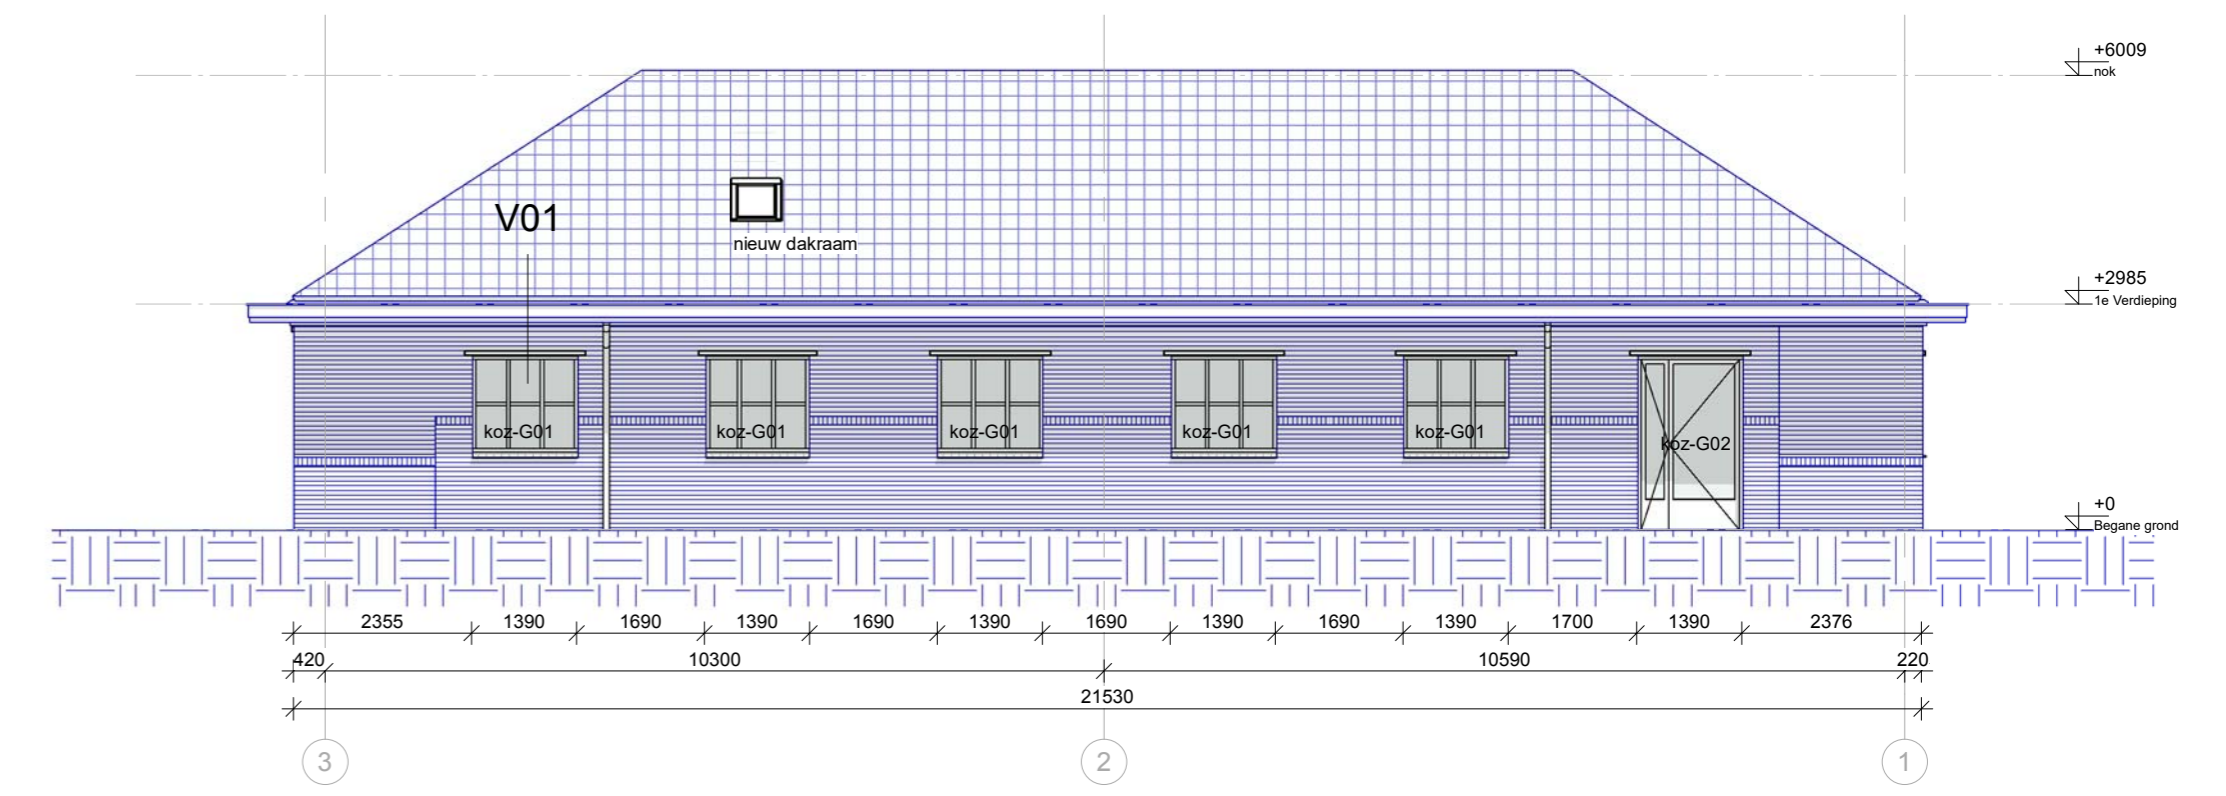 +6009
nok
V01
nieuw dakraam
+2985
1e Verdieping
koz-G01 koz-G01 koz-G01 koz-G01 koz-G01 koz-G02
+0
Begane grond
2355 1390 1690 1390 1690 1390 1690 1390 1690 1390 1700 1390 2376
420 10300 10590 220
21530
3 2 1